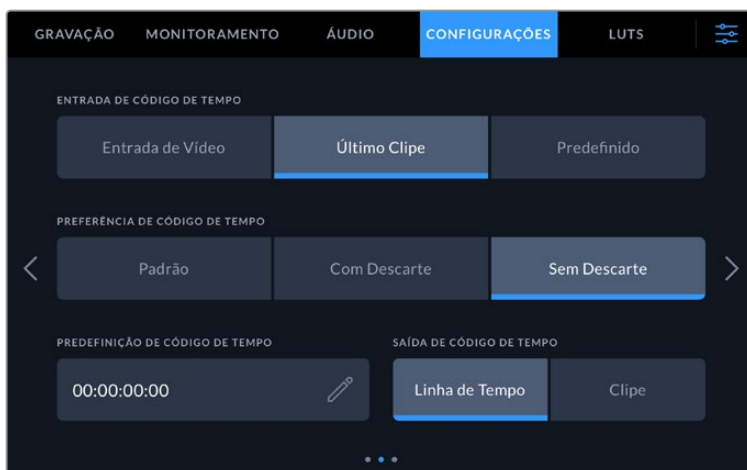 GRAVAÇÃO MONITORAMENTO ÁUDIO CONFIGURAÇÕES LUTS
ENTRADA DE CÓDIGO DE TEMPO
Entrada de Vídeo Último Clipe Predefinido
PREFERÊNCIA DE CÓDIGO DE TEMPO
Padrão Com Descarte Sem Descarte
PREDEFINIÇÃO DE CÓDIGO DE TEMPO SAÍDA DE CÓDIGO DE TEMPO
00:00:00:00 Linha de Tempo Clipe